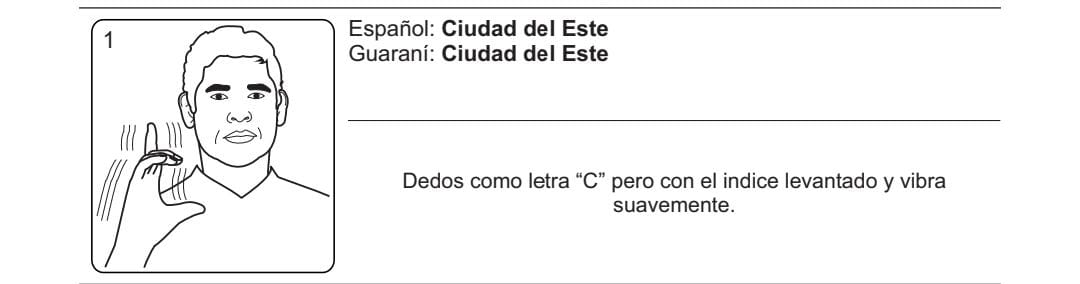 1
Español: Ciudad del Este
Guaraní: Ciudad del Este
Dedos como letra “C” pero con el indice levantado y vibra
suavemente.